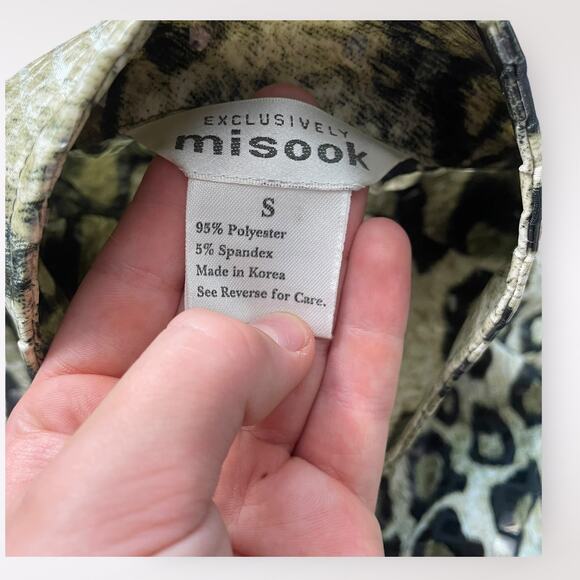 EXCLUSIVELY
misook
S
95% Polyester
5% Spandex
Made in Korea
See Reverse for Care.